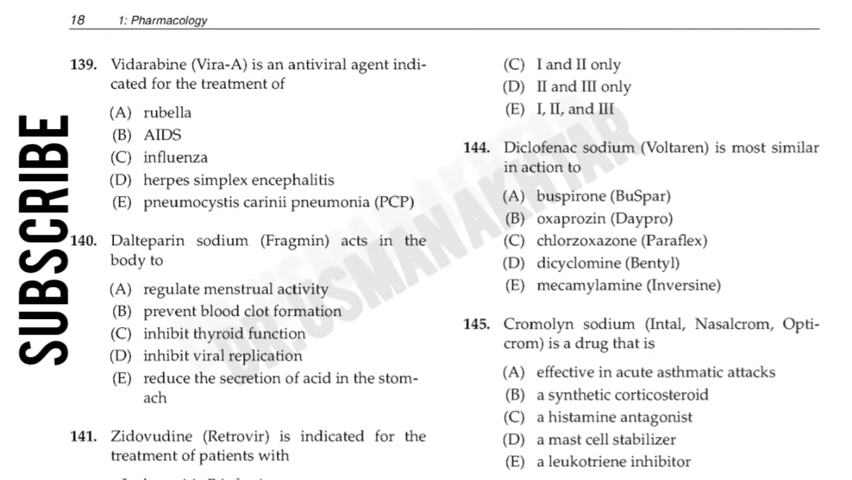 18 1: Pharmacology
139. Vidarabine (Vira-A) is an antiviral agent indi-
cated for the treatment of
(A) rubella
(B) AIDS
(C) influenza
(D) herpes simplex encephalitis
(E) pneumocystis carinii pneumonia (PCP)
140. Dalteparin sodium (Fragmin) acts in the
body to
(A) regulate menstrual activity
(B) prevent blood clot formation
(C) inhibit thyroid function
(D) inhibit viral replication
(E) reduce the secretion of acid in the stom-
ach
141. Zidovudine (Retrovir) is indicated for the
treatment of patients with
(C) I and II only
(D) II and III only
(E) I, II, and III
144. Diclofenac sodium (Voltaren) is most similar
in action to
(A) buspirone (BuSpar)
(B) oxaprozin (Daypro)
(C) chlorzoxazone (Paraflex)
(D) dicyclomine (Bentyl)
(E) mecamylamine (Inversine)
145. Cromolyn sodium (Intal, Nasalcrom, Opti-
crom) is a drug that is
(A) effective in acute asthmatic attacks
(B) a synthetic corticosteroid
(C) a histamine antagonist
(D) a mast cell stabilizer
(E) a leukotriene inhibitor
SUBSCRIBE
DR.USMAN AKHTAR